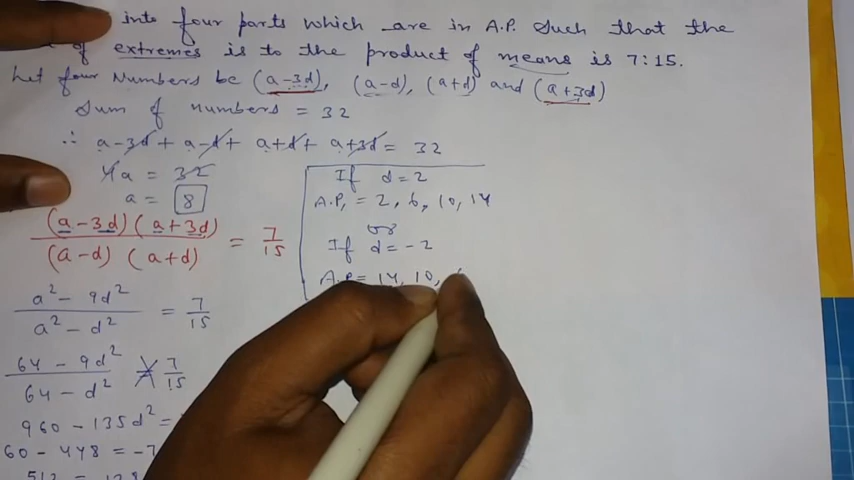 into four parts which are in A.P. Such that the
of extremes is to the product of means is 7:15.
Let four Numbers be (a-3d), (a-d), (a+d) and (a+3d)
Sum of numbers = 32
∴ a-3d + a-d + a+d + a+3d = 32
4a = 32
a = 8
(a-3d) (a+3d) / (a-d) (a+d) = 7/15
a² - 9d² / a² - d² = 7/15
64 - 9d² / 64 - d² 7/15
960 - 135d² =
60 - 448 = -7
512 = 128
If d=2
A.P, = 2, 6, 10, 14
or
If d = -2
A.P = 14, 10,